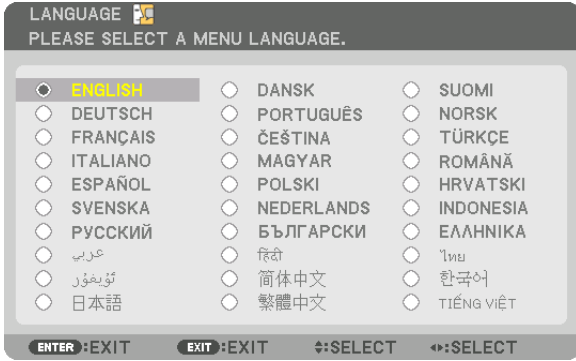 LANGUAGE
PLEASE SELECT A MENU LANGUAGE.
ENGLISH DANSK SUOMI
DEUTSCH PORTUGUÊS NORSK
FRANÇAIS ČEŠTINA TÜRKÇE
ITALIANO MAGYAR ROMÂNĂ
ESPAÑOL POLSKI HRVATSKI
SVENSKA NEDERLANDS INDONESIA
РУССКИЙ БЪЛГАРСКИ ΕΛΛΗΝΙΚΑ
عربي हिंदी ไทย
ئۇيغۇر 简体中文 한국어
日本語 繁體中文 TIẾNG VIỆT
ENTER :EXIT EXIT :EXIT :SELECT :SELECT